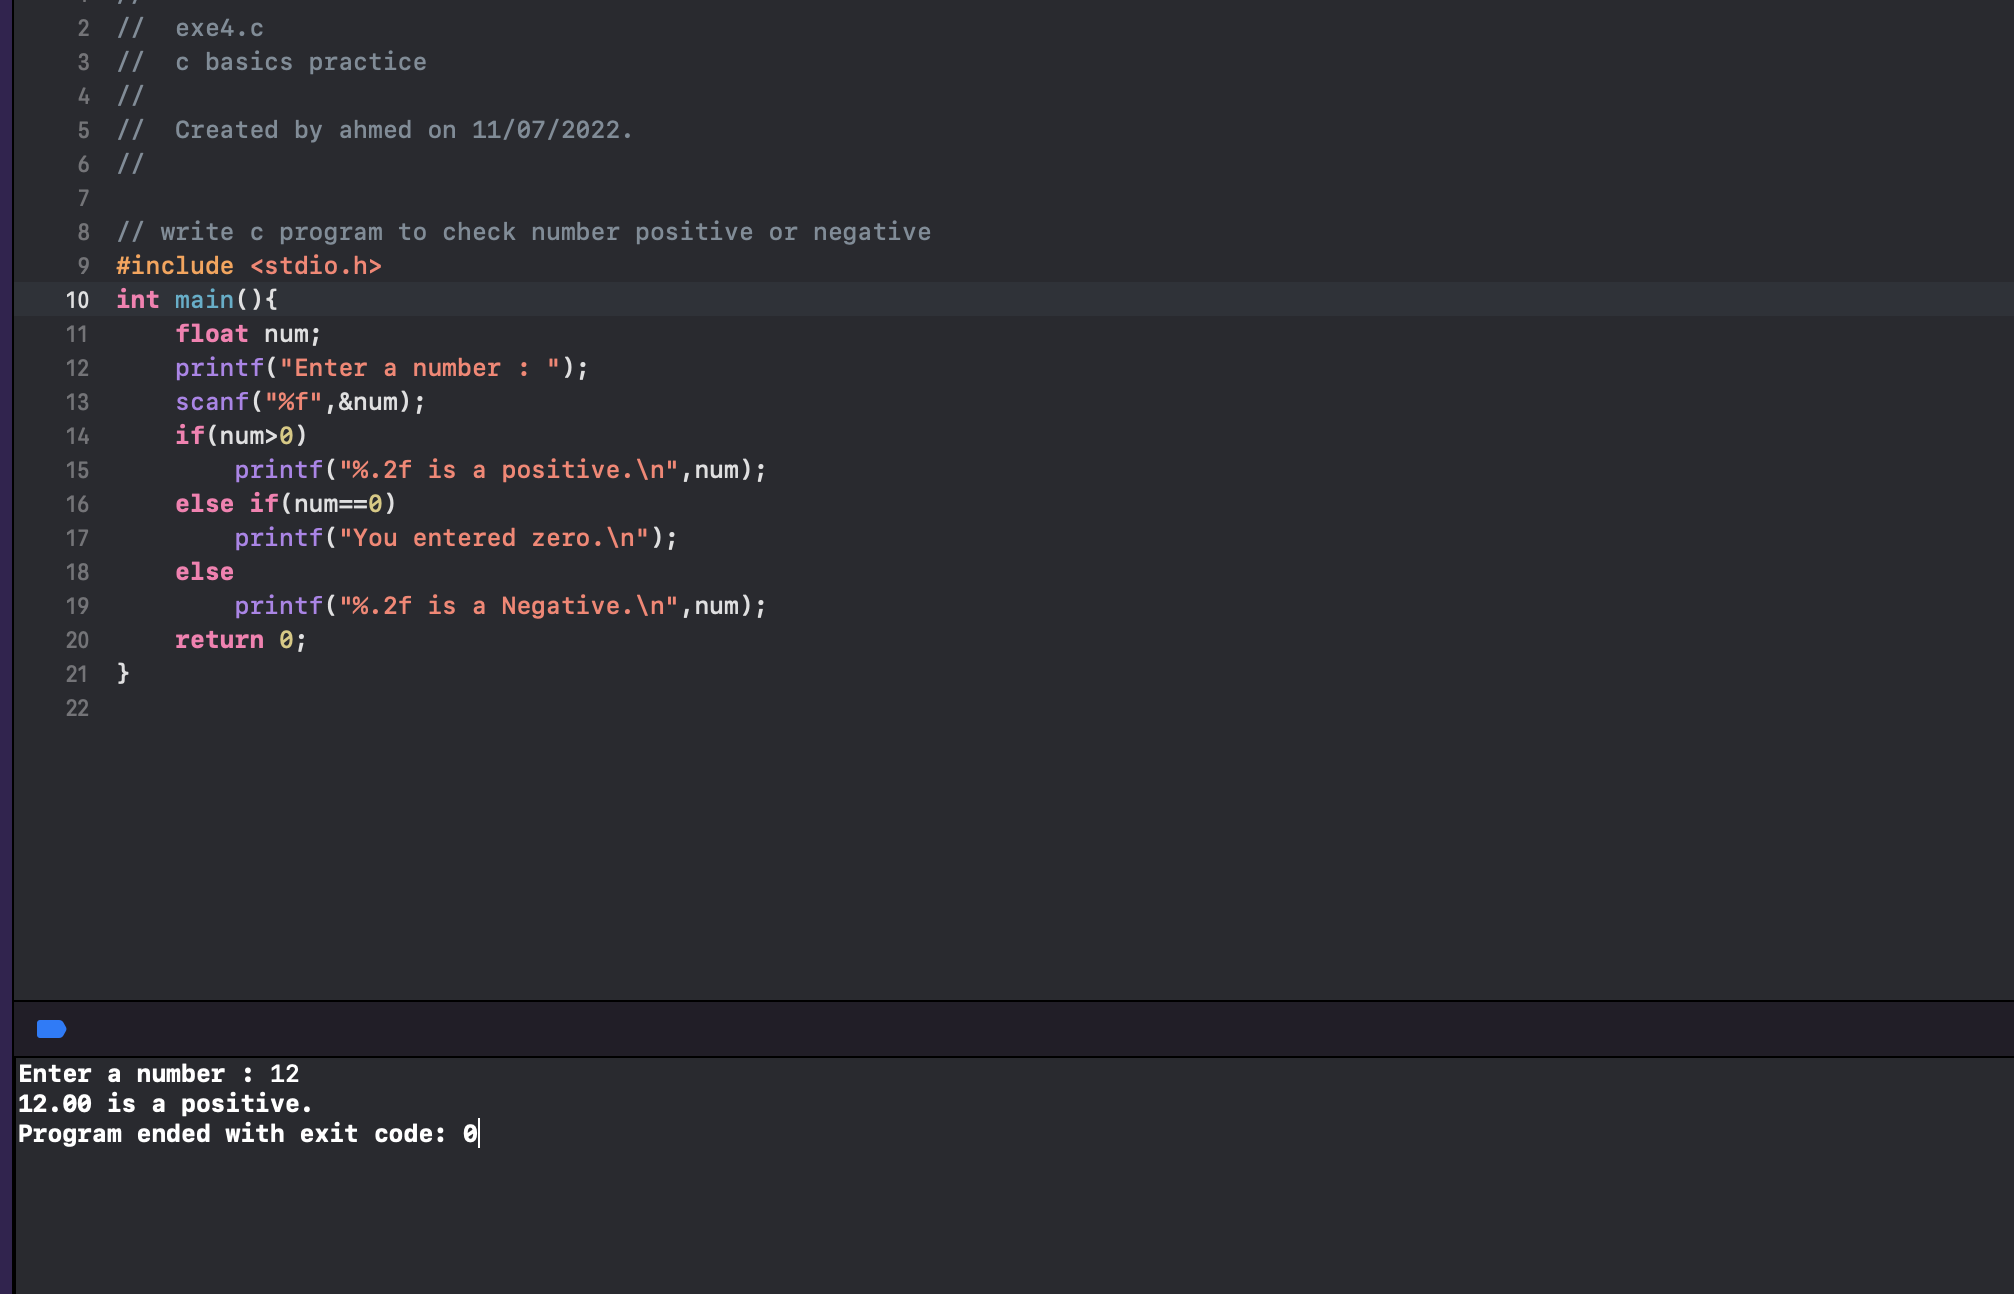 2 //  exe4.c
3 //  c basics practice
4 //
5 //  Created by ahmed on 11/07/2022.
6 //
7
8 // write c program to check number positive or negative
9 #include <stdio.h>
10 int main(){
11     float num;
12     printf("Enter a number : ");
13     scanf("%f",&num);
14     if(num>0)
15         printf("%.2f is a positive.\n",num);
16     else if(num==0)
17         printf("You entered zero.\n");
18     else
19         printf("%.2f is a Negative.\n",num);
20     return 0;
21 }
22
Enter a number : 12
12.00 is a positive.
Program ended with exit code: 0